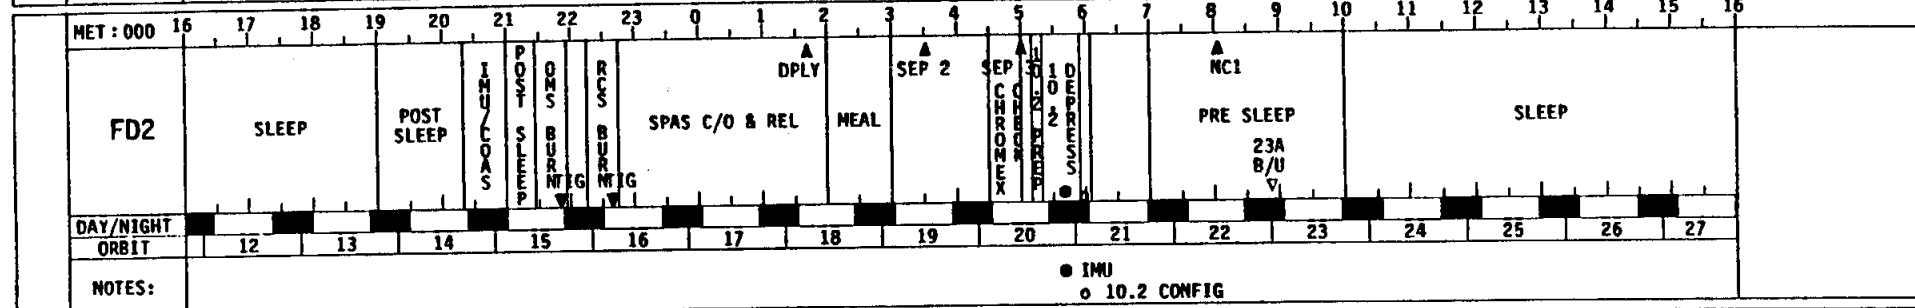 MET:000 16 17 18 19 20 21 22 23 0 1 2 3 4 5 6 7 8 9 10 11 12 13 14 15 16
FD2
SLEEP
POST
SLEEP
IMU/COAS
POST SLEEP
OMS BURN
TIG
RCS BURN
TIG
SPAS C/O & REL
DPLY
MEAL
SEP 2
SEP 3
CHROMEX
10.2 PREP
10.2
DEPRESS
NC1
PRE SLEEP
23A
B/U
SLEEP
DAY/NIGHT
ORBIT 12 13 14 15 16 17 18 19 20 21 22 23 24 25 26 27
NOTES:
IMU
10.2 CONFIG